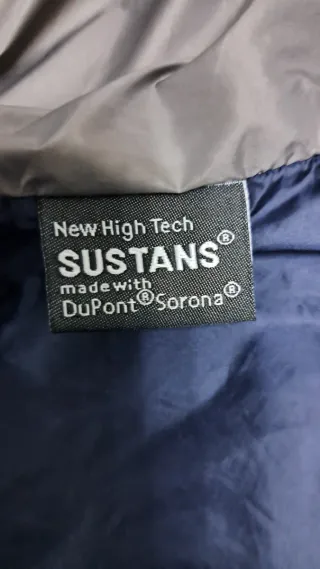 New High Tech
SUSTANS®
made with
DuPont® Sorona®